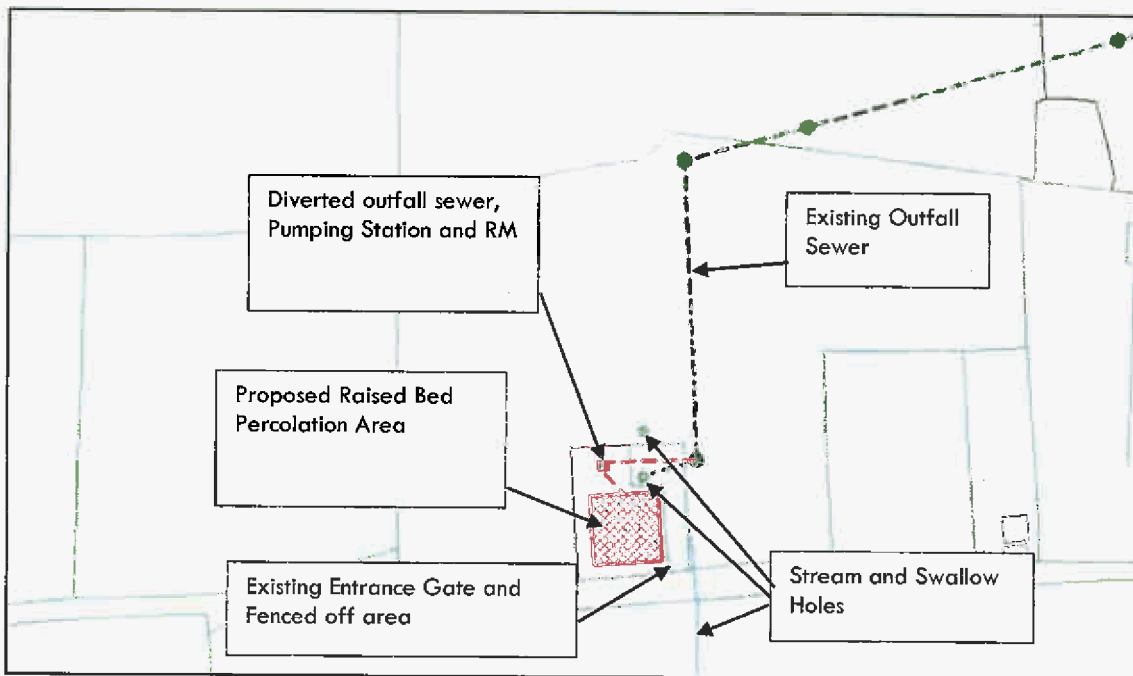 Diverted outfall sewer,
Pumping Station and RM
Existing Outfall
Sewer
Proposed Raised Bed
Percolation Area
Existing Entrance Gate and
Fenced off area
Stream and Swallow
Holes